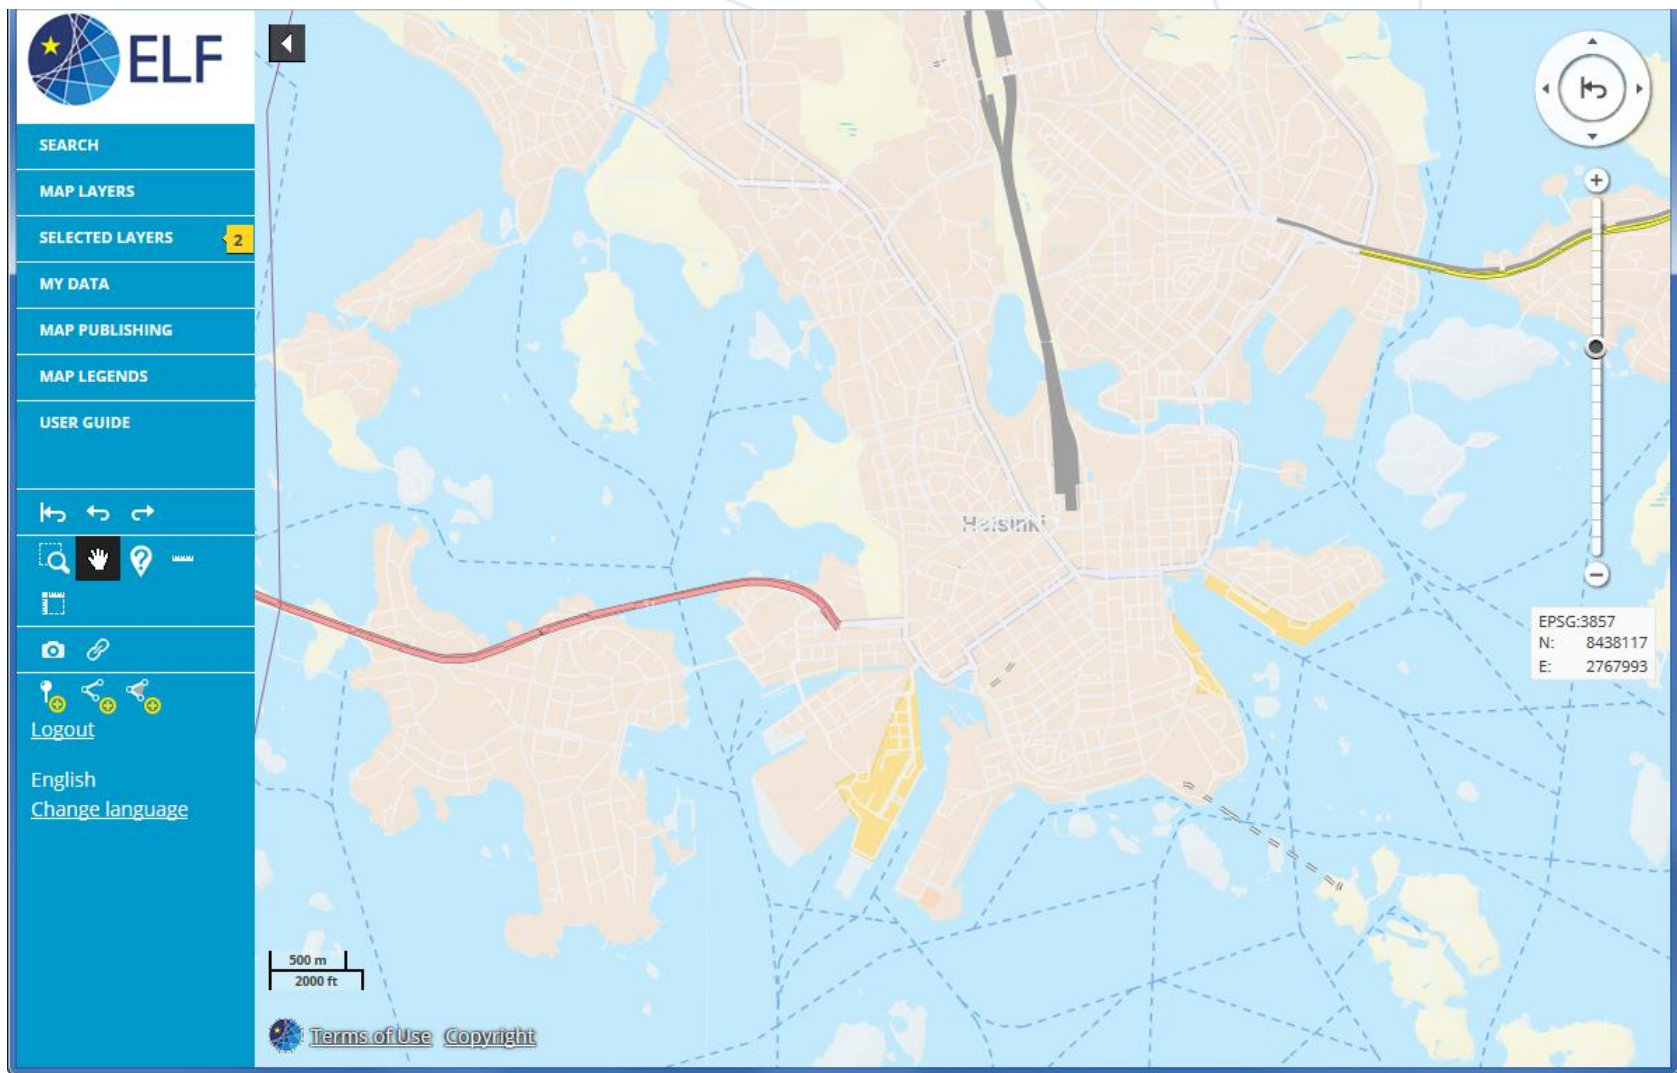 ELF
SEARCH
MAP LAYERS
SELECTED LAYERS 2
MY DATA
MAP PUBLISHING
MAP LEGENDS
USER GUIDE
Logout
English
Change language
Helsinki
EPSG:3857
N: 8438117
E: 2767993
500 m
2000 ft
Terms of Use Copyright